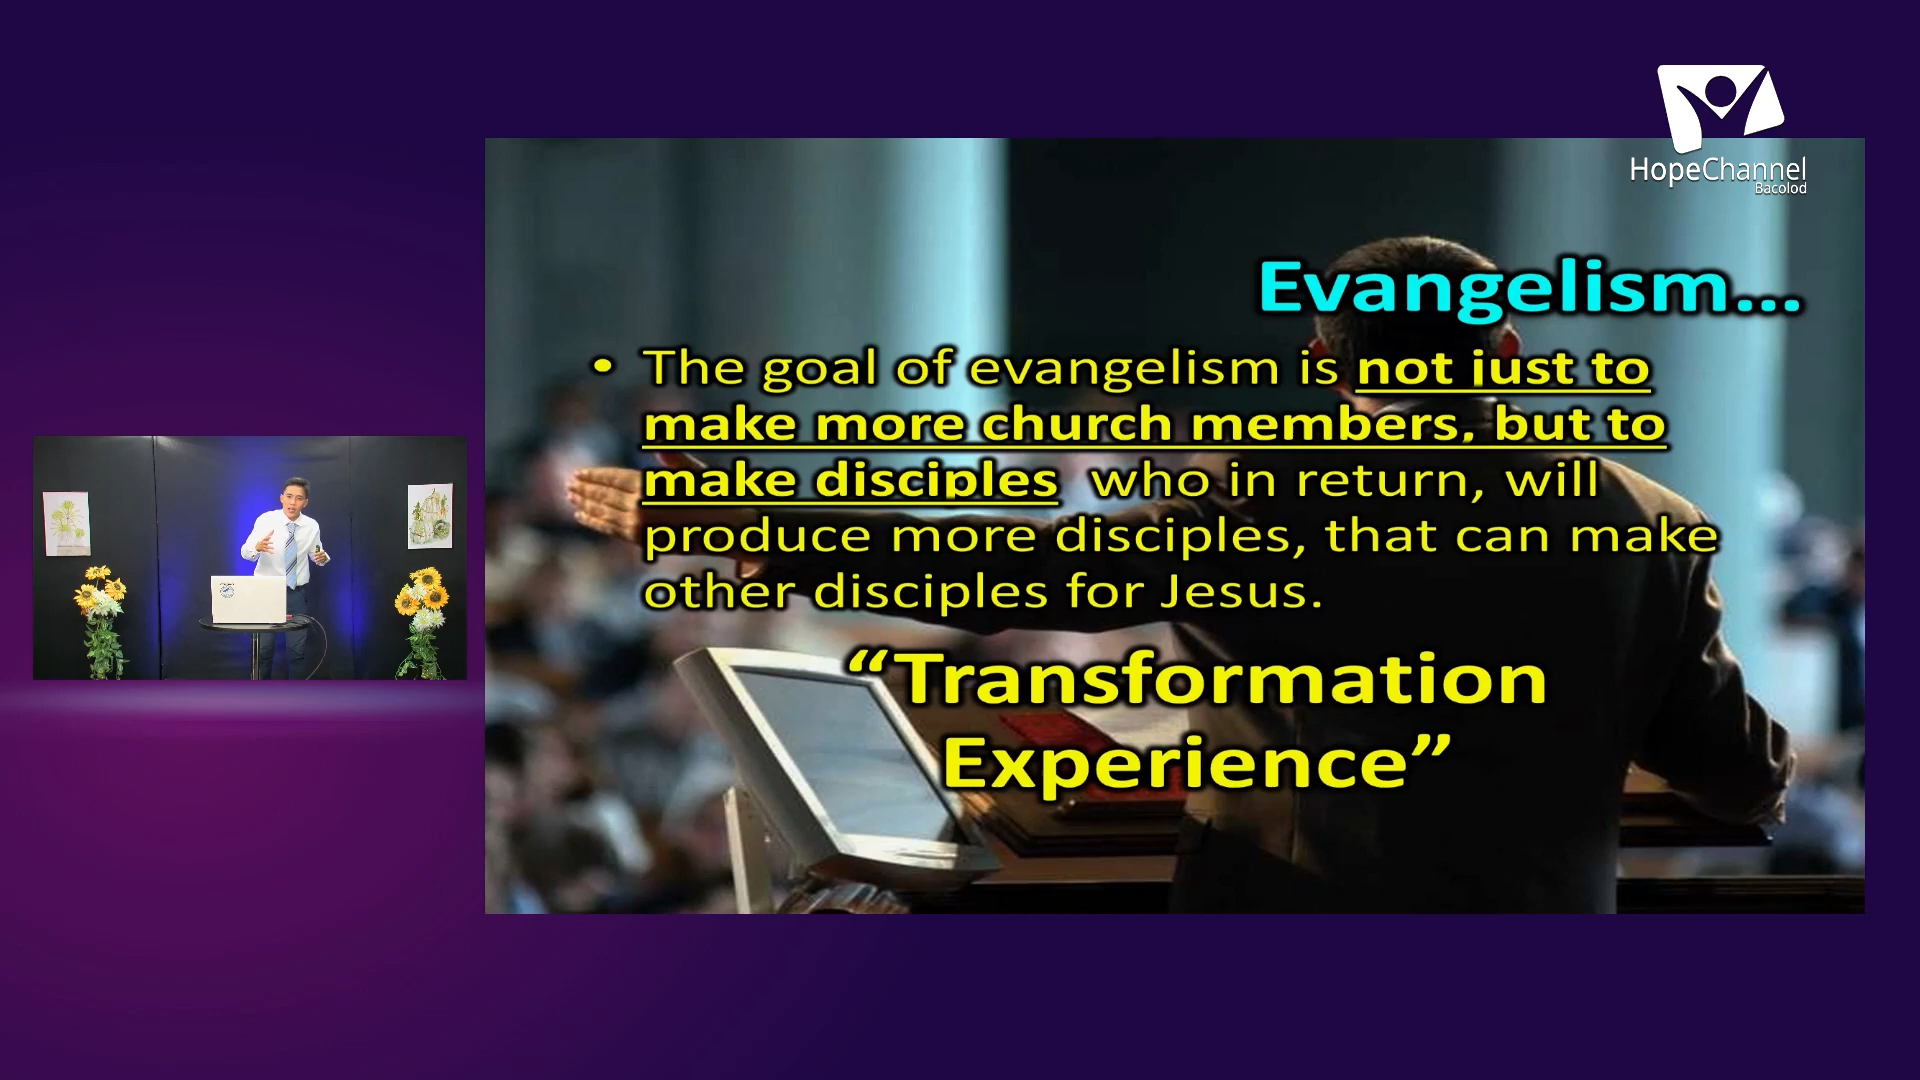 HopeChannel
Bacolod
Evangelism...
• The goal of evangelism is not just to
make more church members, but to
make disciples who in return, will
produce more disciples, that can make
other disciples for Jesus.
“Transformation
Experience”